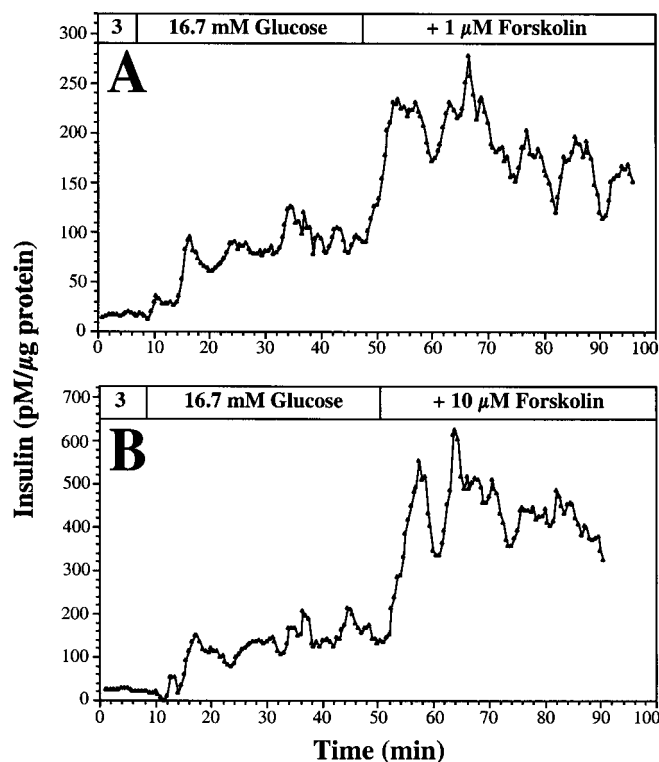 3 16.7 mM Glucose + 1 µM Forskolin
A
300
250
200
150
100
50
0
0 10 20 30 40 50 60 70 80 90 100
3 16.7 mM Glucose + 10 µM Forskolin
B
700
600
500
400
300
200
100
0
0 10 20 30 40 50 60 70 80 90 100
Insulin (pM/µg protein)
Time (min)